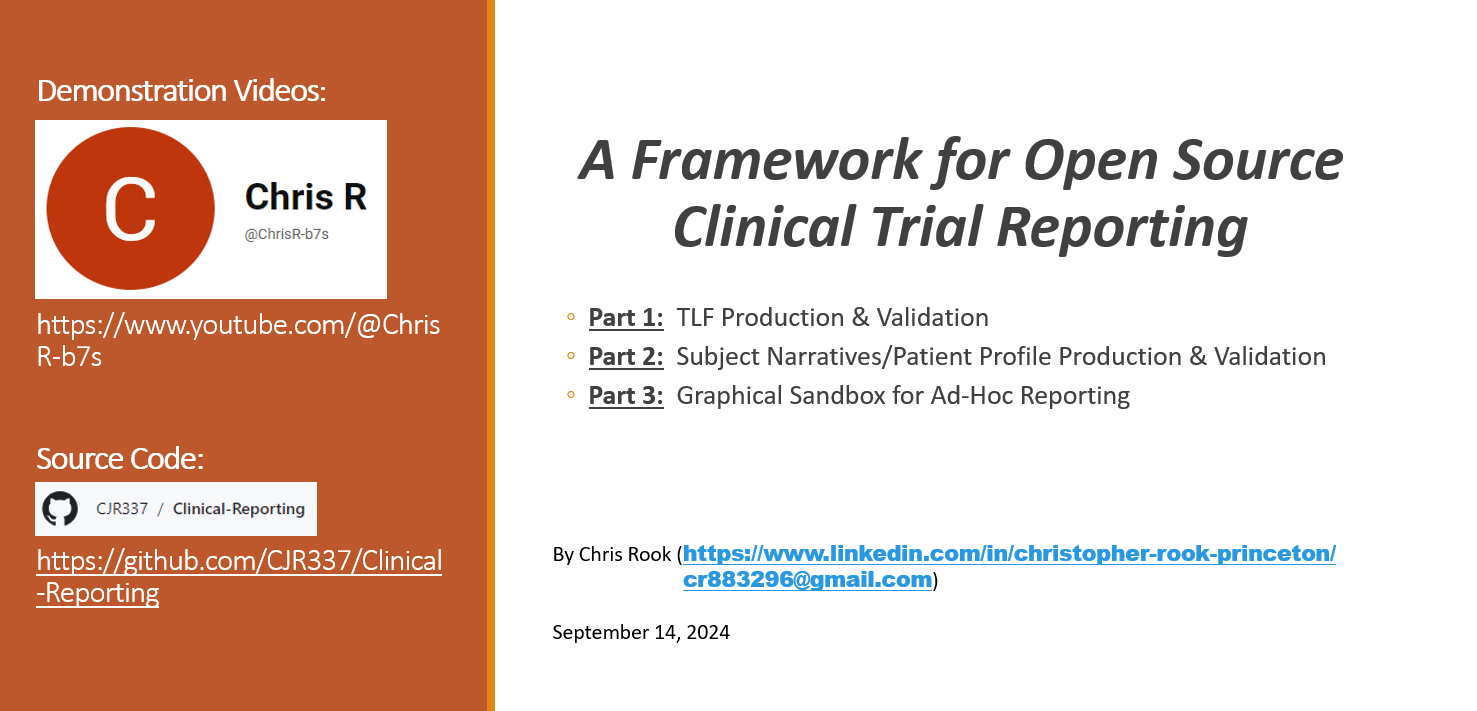 Demonstration Videos:
C
Chris R
@ChrisR-b7s
https://www.youtube.com/@Chris
R-b7s
Source Code:
CJR337 / Clinical-Reporting
https://github.com/CJR337/Clinical
-Reporting
A Framework for Open Source
Clinical Trial Reporting
◦ Part 1: TLF Production & Validation
◦ Part 2: Subject Narratives/Patient Profile Production & Validation
◦ Part 3: Graphical Sandbox for Ad-Hoc Reporting
By Chris Rook (https://www.linkedin.com/in/christopher-rook-princeton/
cr883296@gmail.com)
September 14, 2024